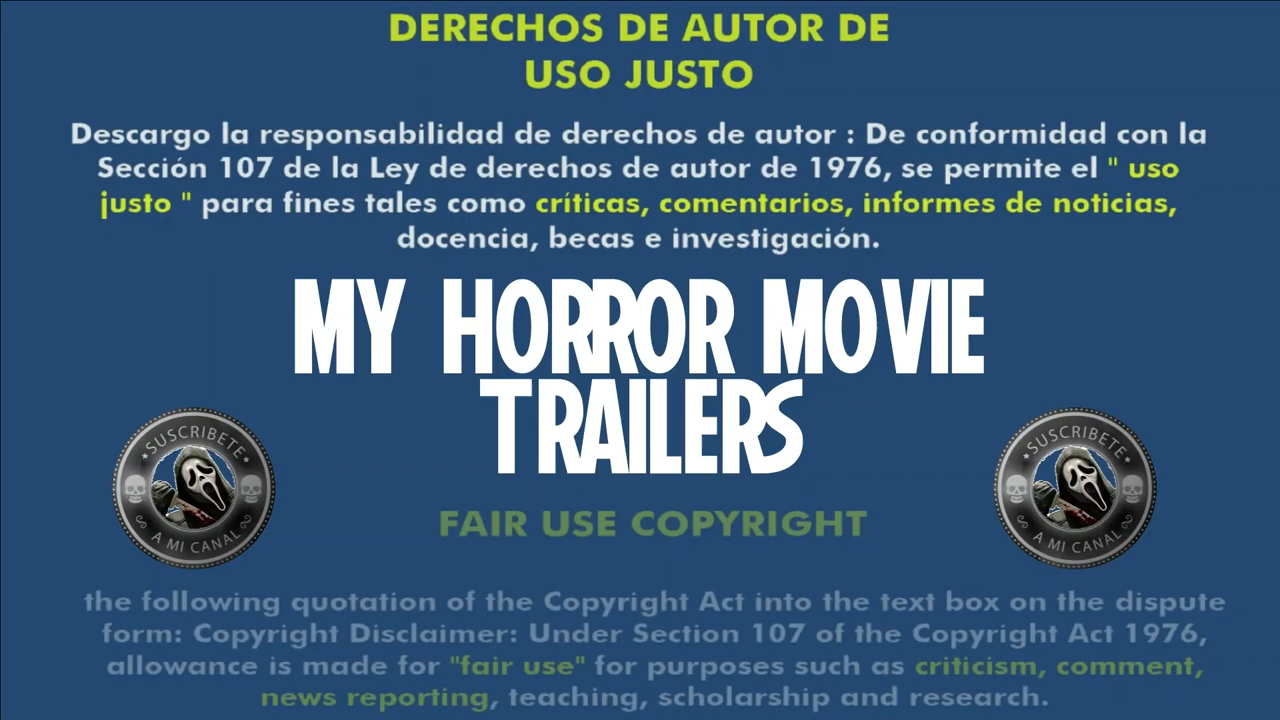 DERECHOS DE AUTOR DE
USO JUSTO
Descargo la responsabilidad de derechos de autor : De conformidad con la
Sección 107 de la Ley de derechos de autor de 1976, se permite el " uso
justo " para fines tales como críticas, comentarios, informes de noticias,
docencia, becas e investigación.
MY HORROR MOVIE
TRAILERS
SUSCRIBETE
A MI CANAL
SUSCRIBETE
A MI CANAL
FAIR USE COPYRIGHT
the following quotation of the Copyright Act into the text box on the dispute
form: Copyright Disclaimer: Under Section 107 of the Copyright Act 1976,
allowance is made for "fair use" for purposes such as criticism, comment,
news reporting, teaching, scholarship and research.